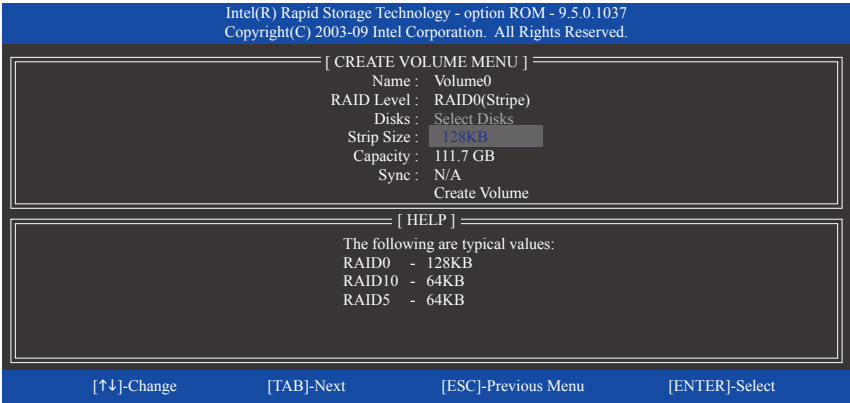 Intel(R) Rapid Storage Technology - option ROM - 9.5.0.1037
Copyright(C) 2003-09 Intel Corporation. All Rights Reserved.
[ CREATE VOLUME MENU ]
Name : Volume0
RAID Level : RAID0(Stripe)
Disks : Select Disks
Strip Size : 128KB
Capacity : 111.7 GB
Sync : N/A
Create Volume
[ HELP ]
The following are typical values:
RAID0 - 128KB
RAID10 - 64KB
RAID5 - 64KB
[↑↓]-Change [TAB]-Next [ESC]-Previous Menu [ENTER]-Select